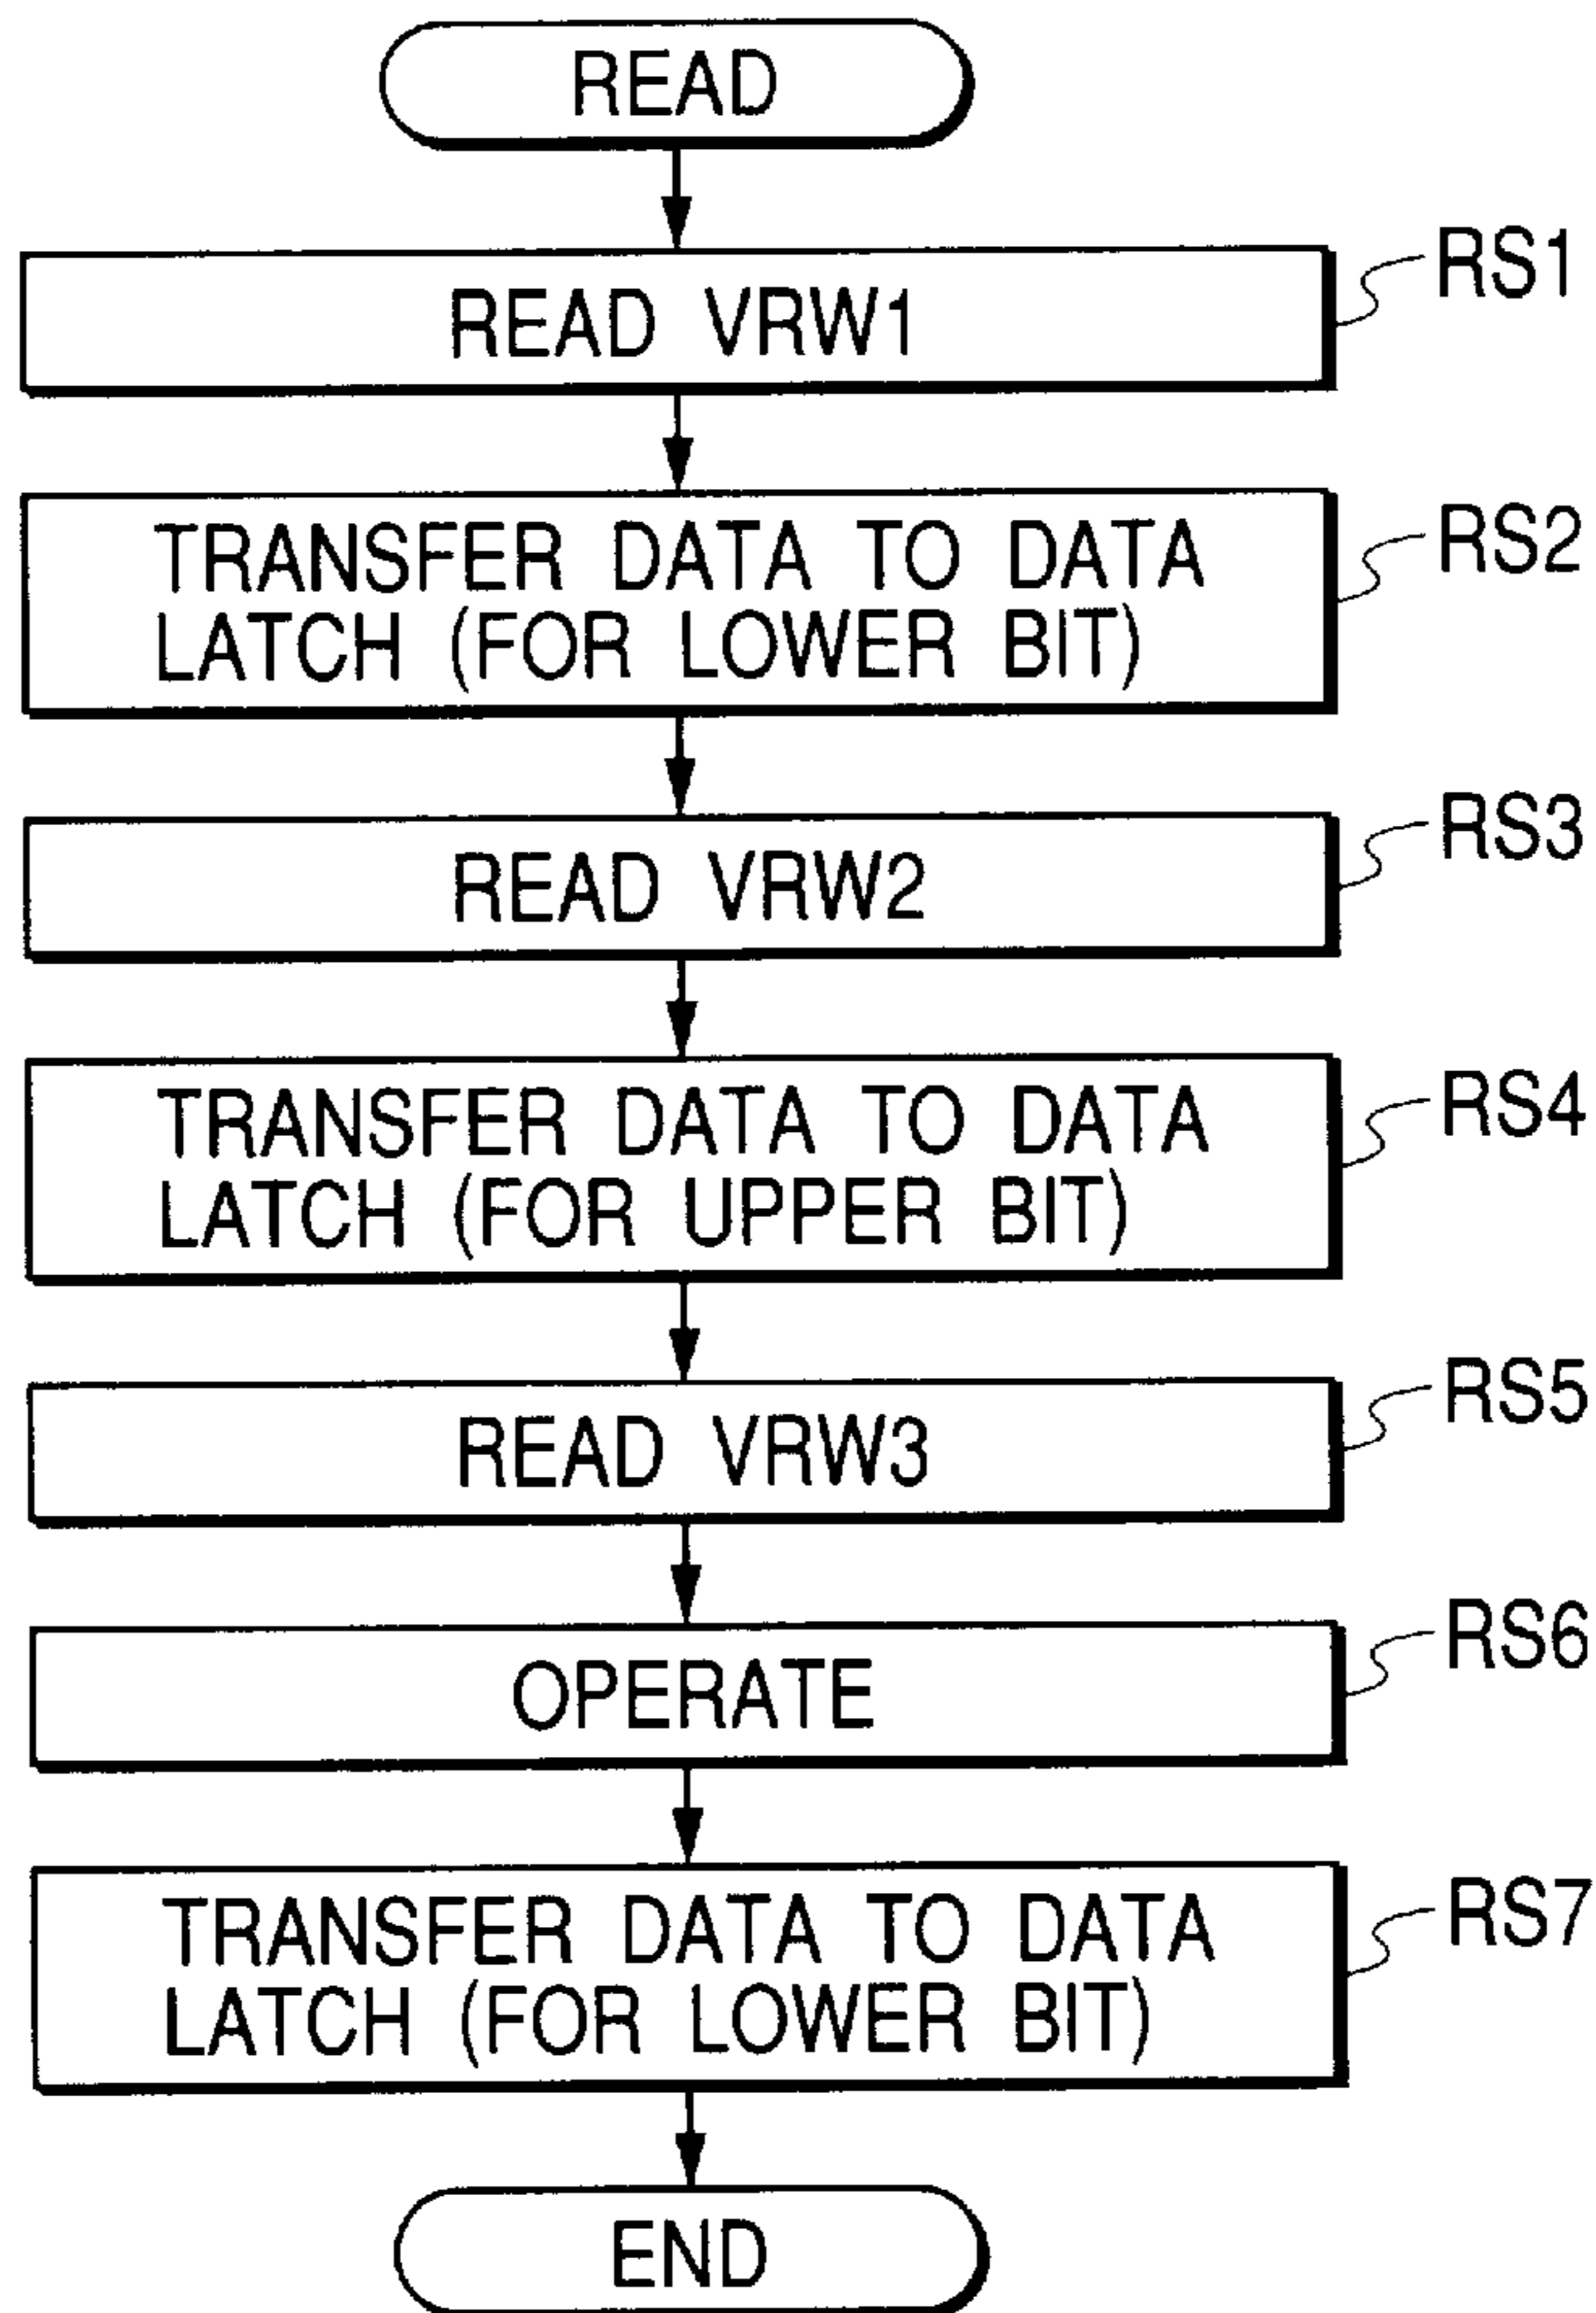 READ
READ VRW1
RS1
TRANSFER DATA TO DATA
LATCH (FOR LOWER BIT)
RS2
READ VRW2
RS3
TRANSFER DATA TO DATA
LATCH (FOR UPPER BIT)
RS4
READ VRW3
RS5
OPERATE
RS6
TRANSFER DATA TO DATA
LATCH (FOR LOWER BIT)
RS7
END